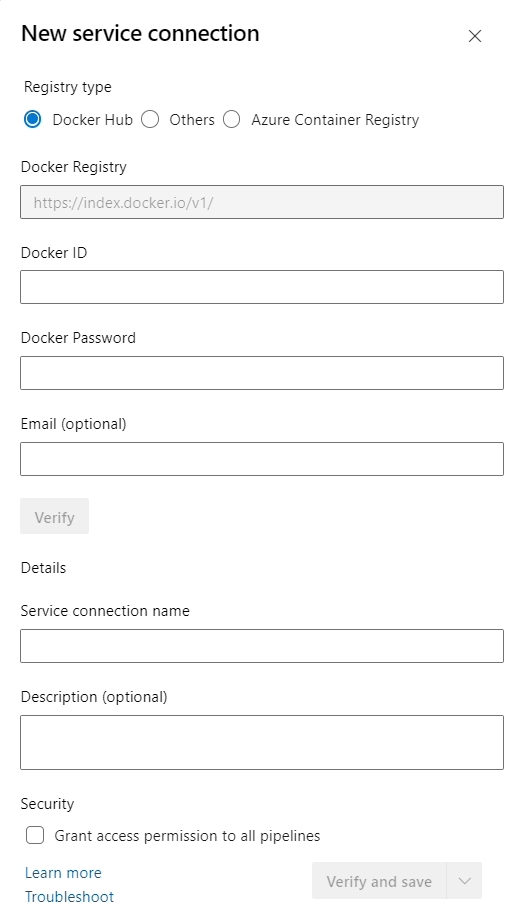 New service connection
Registry type
Docker Hub Others Azure Container Registry
Docker Registry
https://index.docker.io/v1/
Docker ID
Docker Password
Email (optional)
Verify
Details
Service connection name
Description (optional)
Security
Grant access permission to all pipelines
Learn more
Troubleshoot
Verify and save